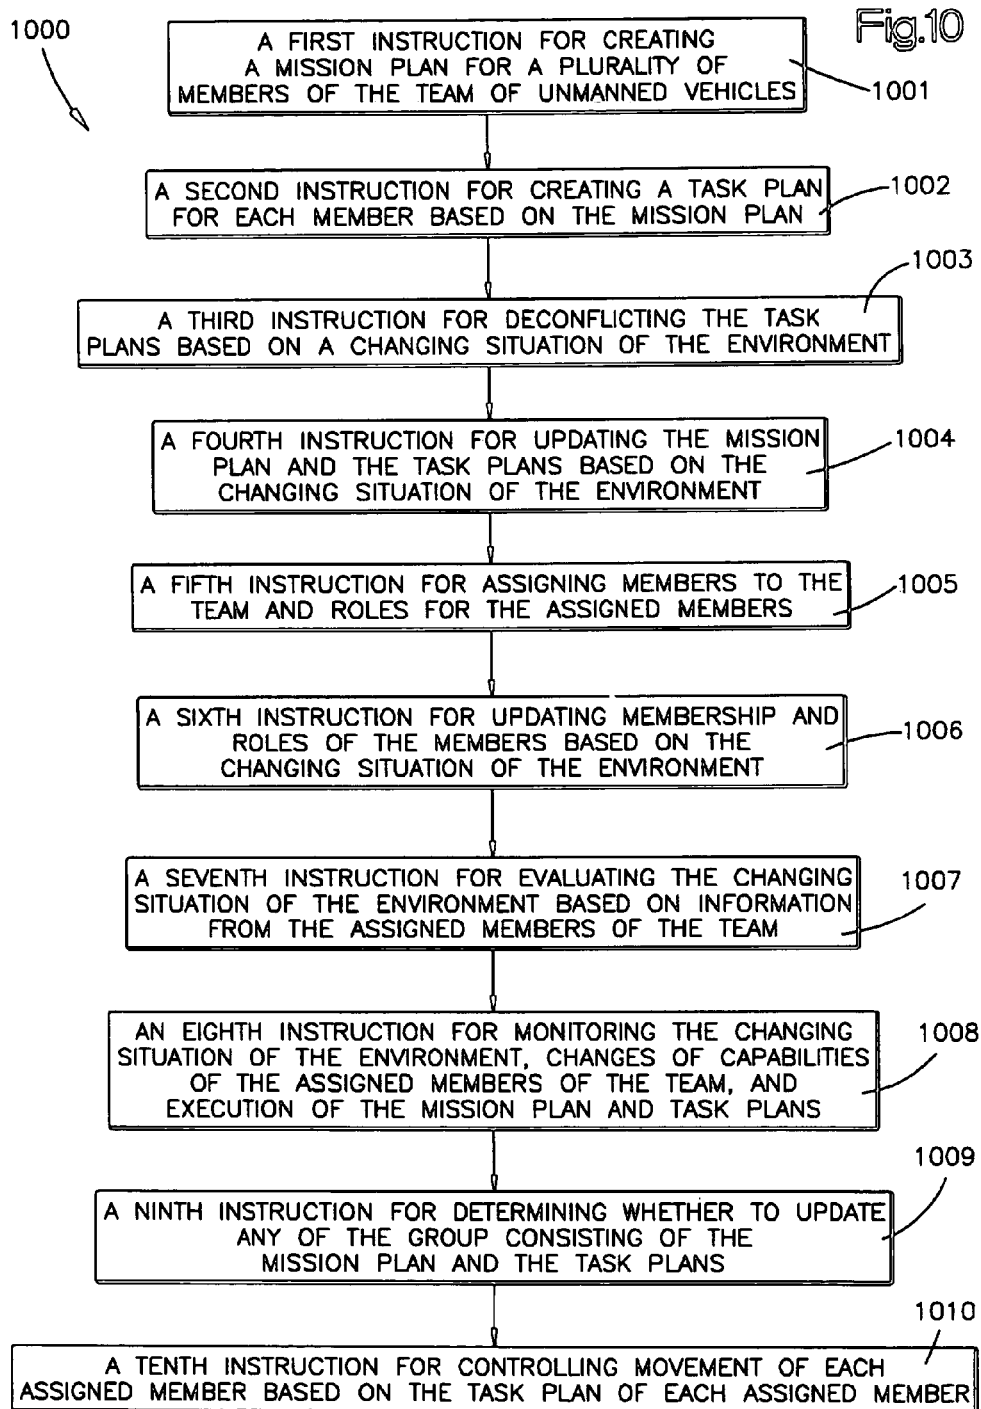 Fig.10
1000
A FIRST INSTRUCTION FOR CREATING
A MISSION PLAN FOR A PLURALITY OF
MEMBERS OF THE TEAM OF UNMANNED VEHICLES
1001
A SECOND INSTRUCTION FOR CREATING A TASK PLAN
FOR EACH MEMBER BASED ON THE MISSION PLAN
1002
1003
A THIRD INSTRUCTION FOR DECONFLICTING THE TASK
PLANS BASED ON A CHANGING SITUATION OF THE ENVIRONMENT
A FOURTH INSTRUCTION FOR UPDATING THE MISSION
PLAN AND THE TASK PLANS BASED ON THE
CHANGING SITUATION OF THE ENVIRONMENT
1004
A FIFTH INSTRUCTION FOR ASSIGNING MEMBERS TO THE
TEAM AND ROLES FOR THE ASSIGNED MEMBERS
1005
A SIXTH INSTRUCTION FOR UPDATING MEMBERSHIP AND
ROLES OF THE MEMBERS BASED ON THE
CHANGING SITUATION OF THE ENVIRONMENT
1006
A SEVENTH INSTRUCTION FOR EVALUATING THE CHANGING
SITUATION OF THE ENVIRONMENT BASED ON INFORMATION
FROM THE ASSIGNED MEMBERS OF THE TEAM
1007
AN EIGHTH INSTRUCTION FOR MONITORING THE CHANGING
SITUATION OF THE ENVIRONMENT, CHANGES OF CAPABILITIES
OF THE ASSIGNED MEMBERS OF THE TEAM, AND
EXECUTION OF THE MISSION PLAN AND TASK PLANS
1008
1009
A NINTH INSTRUCTION FOR DETERMINING WHETHER TO UPDATE
ANY OF THE GROUP CONSISTING OF THE
MISSION PLAN AND THE TASK PLANS
1010
A TENTH INSTRUCTION FOR CONTROLLING MOVEMENT OF EACH
ASSIGNED MEMBER BASED ON THE TASK PLAN OF EACH ASSIGNED MEMBER